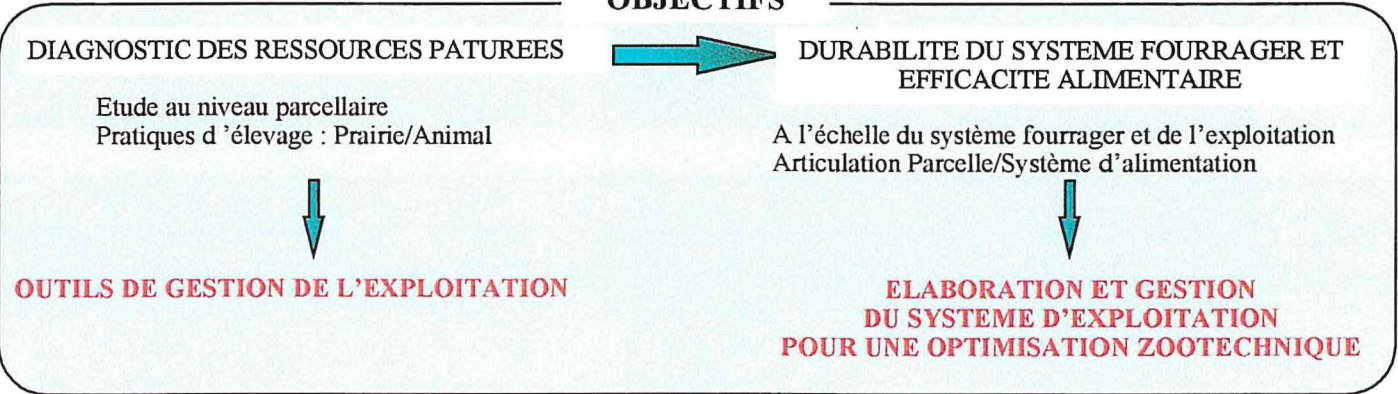 OBJECTIFS
DIAGNOSTIC DES RESSOURCES PATUREES
Etude au niveau parcellaire
Pratiques d'élevage : Prairie/Animal
OUTILS DE GESTION DE L'EXPLOITATION
DURABILITE DU SYSTEME FOURRAGER ET
EFFICACITE ALIMENTAIRE
A l'échelle du système fourrager et de l'exploitation
Articulation Parcelle/Système d'alimentation
ELABORATION ET GESTION
DU SYSTEME D'EXPLOITATION
POUR UNE OPTIMISATION ZOOTECHNIQUE